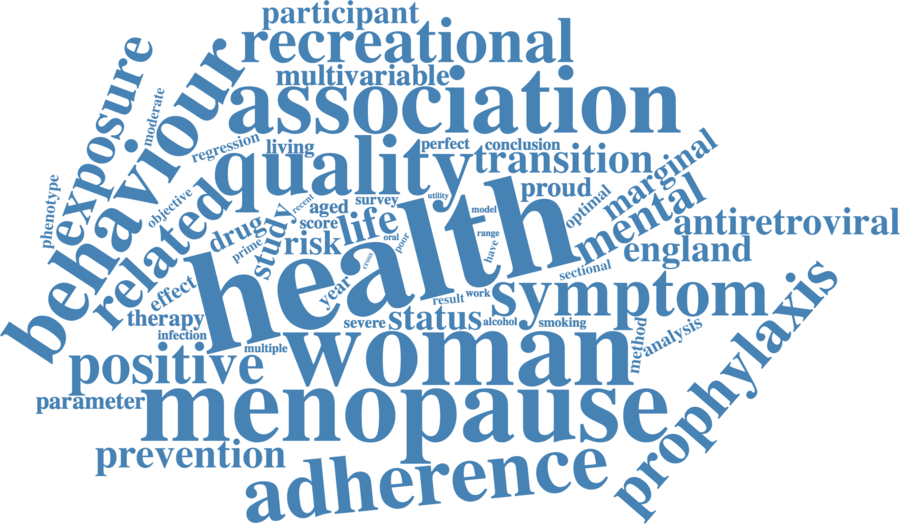 participant
recreational
multivariable
association
exposure
behaviour
moderate
regression
living
perfect
conclusion
quality
transition
marginal
phenotype
objective
related
recent
aged
survey
utility
proud
optimal
mental
antiretroviral
drug
prime
study
score
risk
life
oral
poor
cross
model
range
have
england
sectional
health
effect
therapy
infection
year
result
work
symptom
severe
status
alcohol
smoking
prophylaxis
multiple
positive
woman
method
analysis
parameter
menopause
prevention
adherence